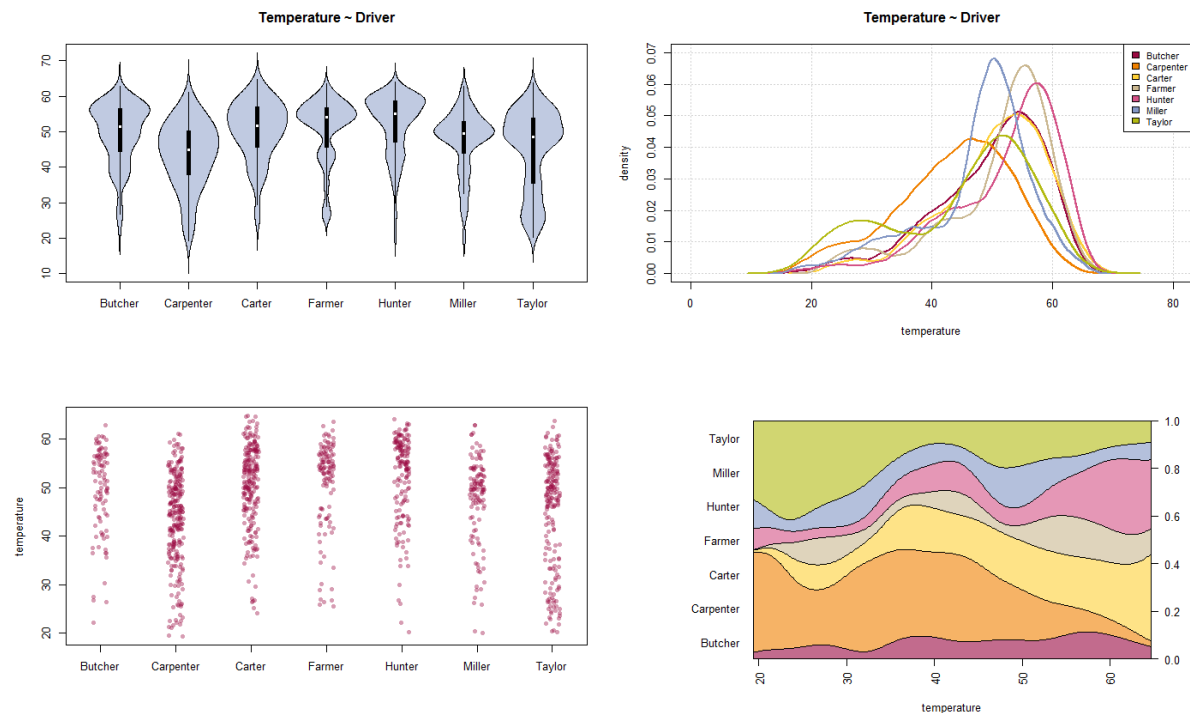 Temperature ~ Driver
70
60
50
40
30
20
10
Butcher Carpenter Carter Farmer Hunter Miller Taylor
Temperature ~ Driver
density
0.07
0.06
0.05
0.04
0.03
0.02
0.01
0.00
Butcher
Carpenter
Carter
Farmer
Hunter
Miller
Taylor
0 20 40 60 80
temperature
temperature
60
50
40
30
20
Butcher Carpenter Carter Farmer Hunter Miller Taylor
Taylor
Miller
Hunter
Farmer
Carter
Carpenter
Butcher
1.0
0.8
0.6
0.4
0.2
0.0
20 30 40 50 60
temperature